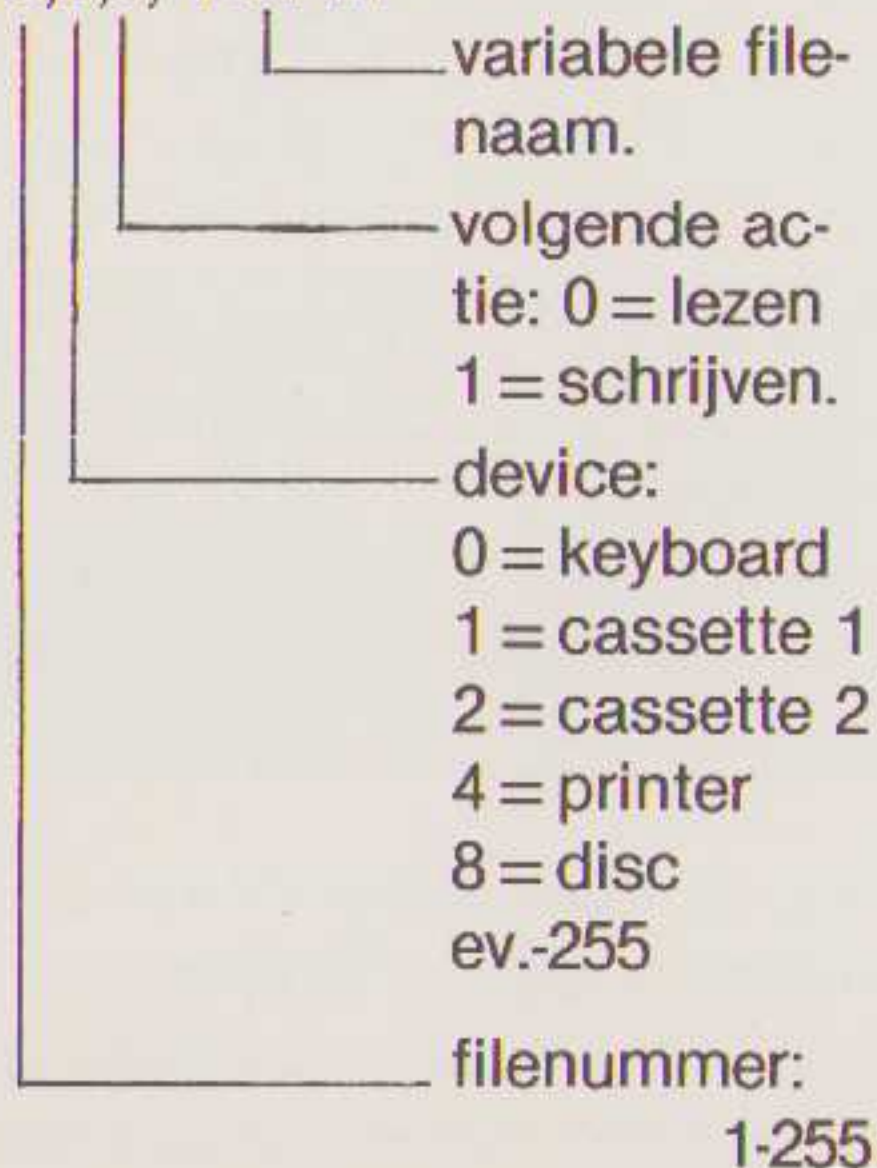 variabele file-
naam.
volgende ac-
tie: 0 = lezen
1 = schrijven.
device:
0 = keyboard
1 = cassette 1
2 = cassette 2
4 = printer
8 = disc
ev.-255
filenummer:
1-255